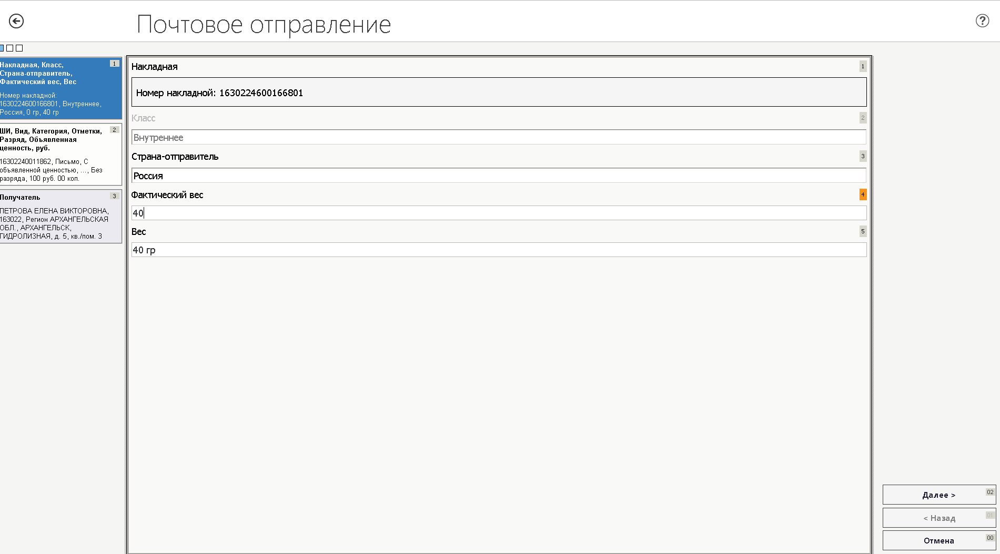 Почтовое отправление
?
Накладная, Класс, 1
Страна-отправитель,
Фактический вес, Вес
Номер накладной:
1630224600166801, Внутреннее,
Россия, 0 гр, 40 гр
ШИ, Вид, Категория, Отметки, 2
Разряд, Объявленная
ценность, руб.
16302240011862, Письмо, С
объявленной ценностью, ..., Без
разряда, 100 руб. 00 коп.
Получатель 3
ПЕТРОВА ЕЛЕНА ВИКТОРОВНА,
163022, Регион АРХАНГЕЛЬСКАЯ
ОБЛ., АРХАНГЕЛЬСК,
ГИДРОЛИЗНАЯ, д. 5, кв./пом. 3
Накладная 1
Номер накладной: 1630224600166801
Класс 2
Внутреннее
Страна-отправитель 3
Россия
Фактический вес 4
40
Вес 5
40 гр
Далее > 02
< Назад 01
Отмена 00